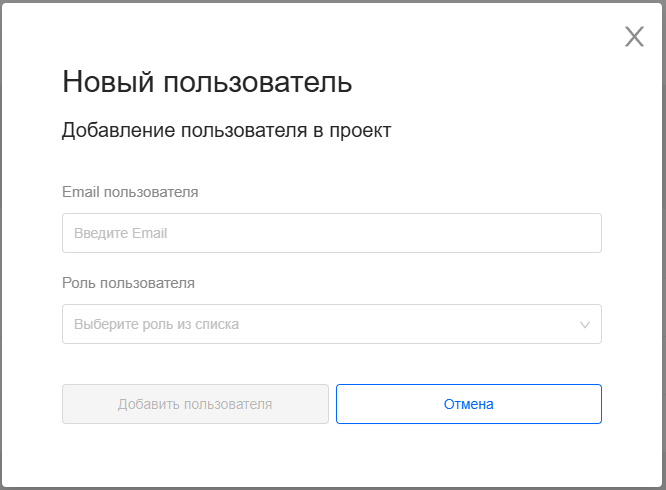 Новый пользователь
Добавление пользователя в проект
Email пользователя
Введите Email
Роль пользователя
Выберите роль из списка
Добавить пользователя
Отмена